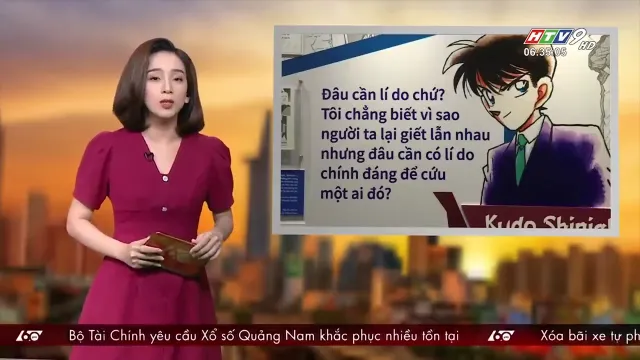 HTV9 HD
06:35:05
Đâu cần lí do chứ?
Tôi chẳng biết vì sao
người ta lại giết lẫn nhau
nhưng đâu cần có lí do
chính đáng để cứu
một ai đó?
Kudo Shinic
60 Bộ Tài Chính yêu cầu Xổ số Quảng Nam khắc phục nhiều tồn tại 60 Xóa bãi xe tự ph